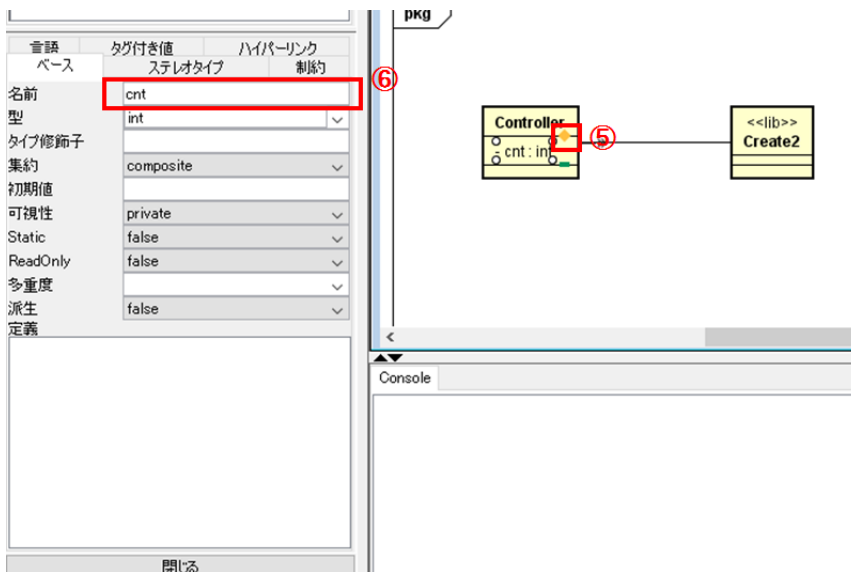 言語 タグ付き値 ハイパーリンク
ベース ステレオタイプ 制約
名前 cnt
⑥
型 int
タイプ修飾子
集約 composite
初期値
可視性 private
Static false
ReadOnly false
多重度
派生 false
定義
閉じる
pkg
Controller
- cnt : int
⑤
<<lib>>
Create2
Console